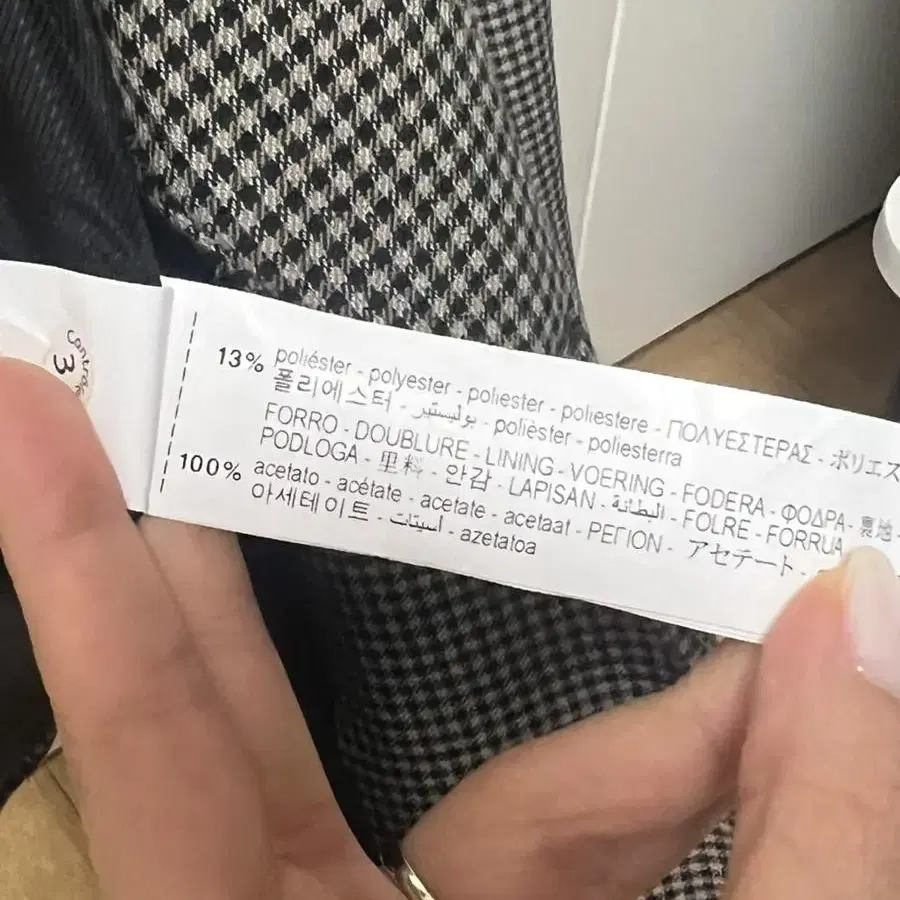 3
13% poliéster - polyester - poliester - poliestere - ΠΟΛΥΕΣΤΕΡΑΣ - ポリエス
폴리에스터 - بوليستير - polièster - poliesterra
FORRO - DOUBLURE - LINING - VOERING - FODERA - ΦΟΔΡΑ - 裏地 -
PODLOGA - 里料 - 안감 - LAPISAN - البطانة - FOLRE - FORRUA
100% acetato - acétate - acetate - acetaat - ΡΕΓΙΟΝ - アセテート -
아세테이트 - أسيتات - azetatoa